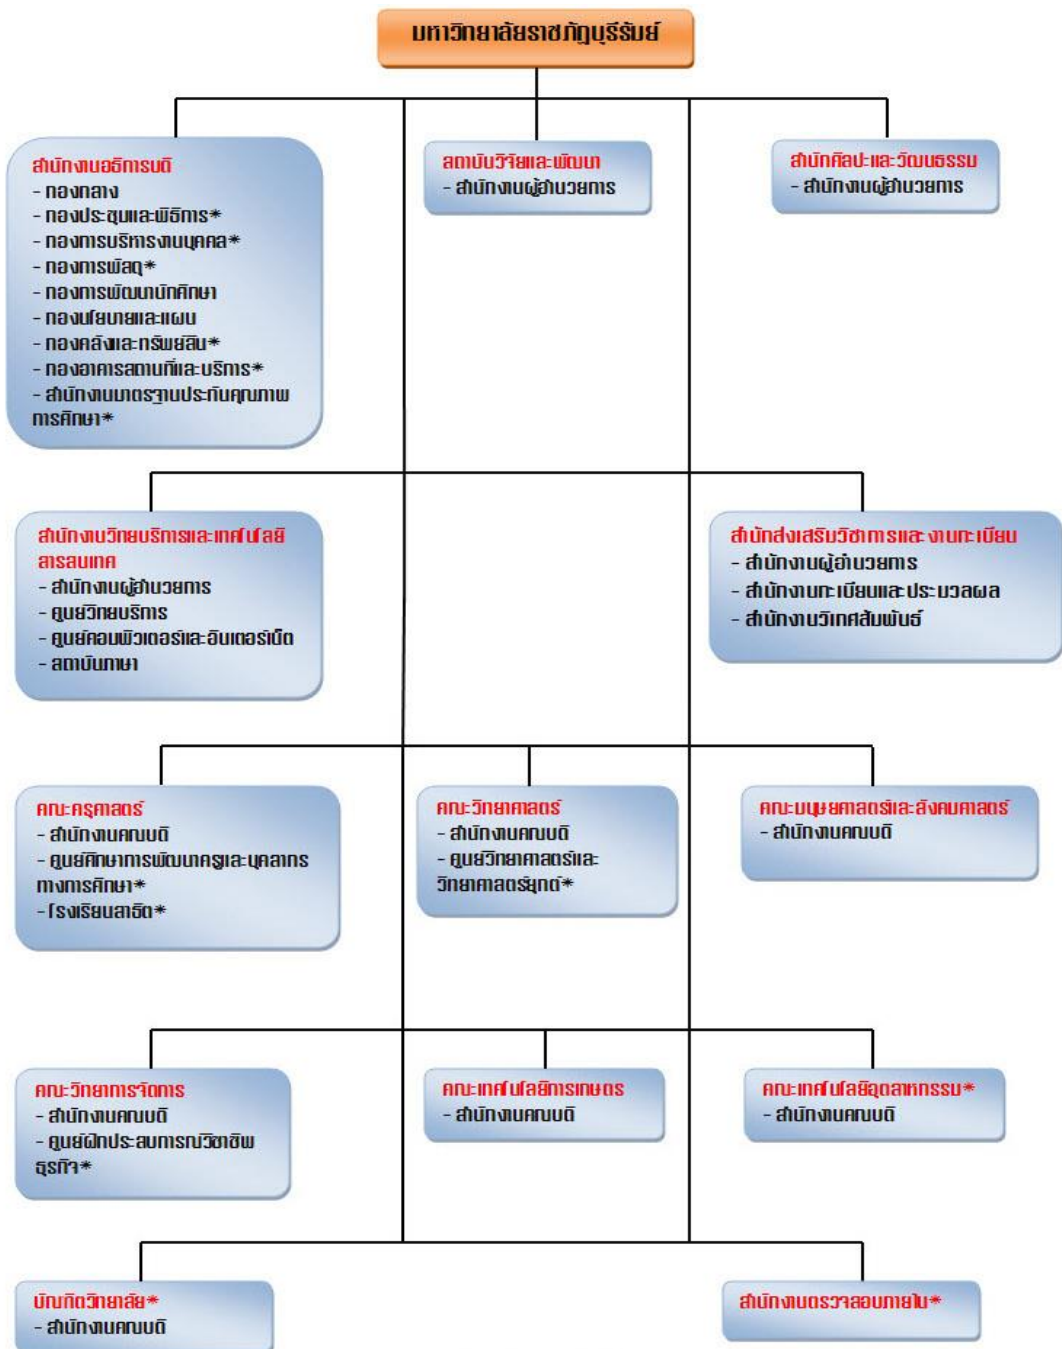 มหาวิทยาลัยราชภัฏบุรีรัมย์
สำนักงานอธิการบดี
- กองกลาง
- กองประชุมและพิธีการ*
- กองการบริหารงานบุคคล*
- กองการพัสดุ*
- กองการพัฒนานักศึกษา
- กองนโยบายและแผน
- กองคลังและทรัพย์สิน*
- กองอาคารสถานที่และบริการ*
- สำนักงานมาตรฐานประกันคุณภาพ
การศึกษา*
สถาบันวิจัยและพัฒนา
- สำนักงานผู้อำนวยการ
สำนักศิลปะและวัฒนธรรม
- สำนักงานผู้อำนวยการ
สำนักงานวิทยบริการและเทคโนโลยี
สารสนเทศ
- สำนักงานผู้อำนวยการ
- ศูนย์วิทยบริการ
- ศูนย์คอมพิวเตอร์และอินเตอร์เน็ต
- สถาบันภาษา
สำนักส่งเสริมวิชาการและงานทะเบียน
- สำนักงานผู้อำนวยการ
- สำนักงานทะเบียนและประมวลผล
- สำนักงานวิเทศสัมพันธ์
คณะครุศาสตร์
- สำนักงานคณบดี
- ศูนย์ศึกษาการพัฒนาครูและบุคลากร
ทางการศึกษา*
- โรงเรียนสาธิต*
คณะวิทยาศาสตร์
- สำนักงานคณบดี
- ศูนย์วิทยาศาสตร์และ
วิทยาศาสตร์ยุกต์*
คณะมนุษยศาสตร์และสังคมศาสตร์
- สำนักงานคณบดี
คณะวิทยาการจัดการ
- สำนักงานคณบดี
- ศูนย์ฝึกประสบการณ์วิชาชีพ
ธุรกิจ*
คณะเทคโนโลยีการเกษตร
- สำนักงานคณบดี
คณะเทคโนโลยีอุตสาหกรรม*
- สำนักงานคณบดี
บัณฑิตวิทยาลัย*
- สำนักงานคณบดี
สำนักงานตรวจสอบภายใน*